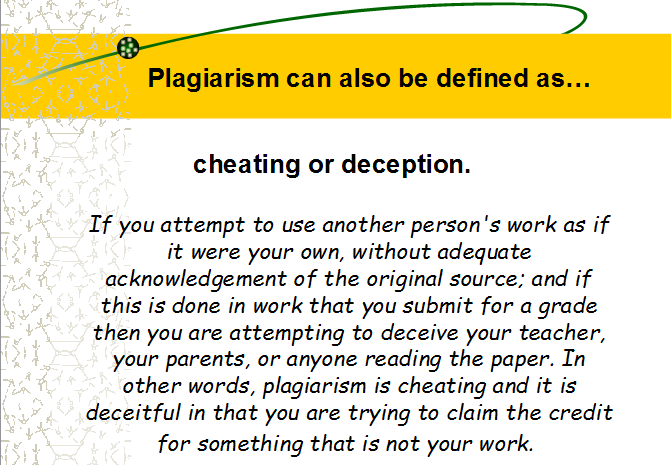 Plagiarism can also be defined as…
cheating or deception.
If you attempt to use another person's work as if
it were your own, without adequate
acknowledgement of the original source; and if
this is done in work that you submit for a grade
then you are attempting to deceive your teacher,
your parents, or anyone reading the paper. In
other words, plagiarism is cheating and it is
deceitful in that you are trying to claim the credit
for something that is not your work.